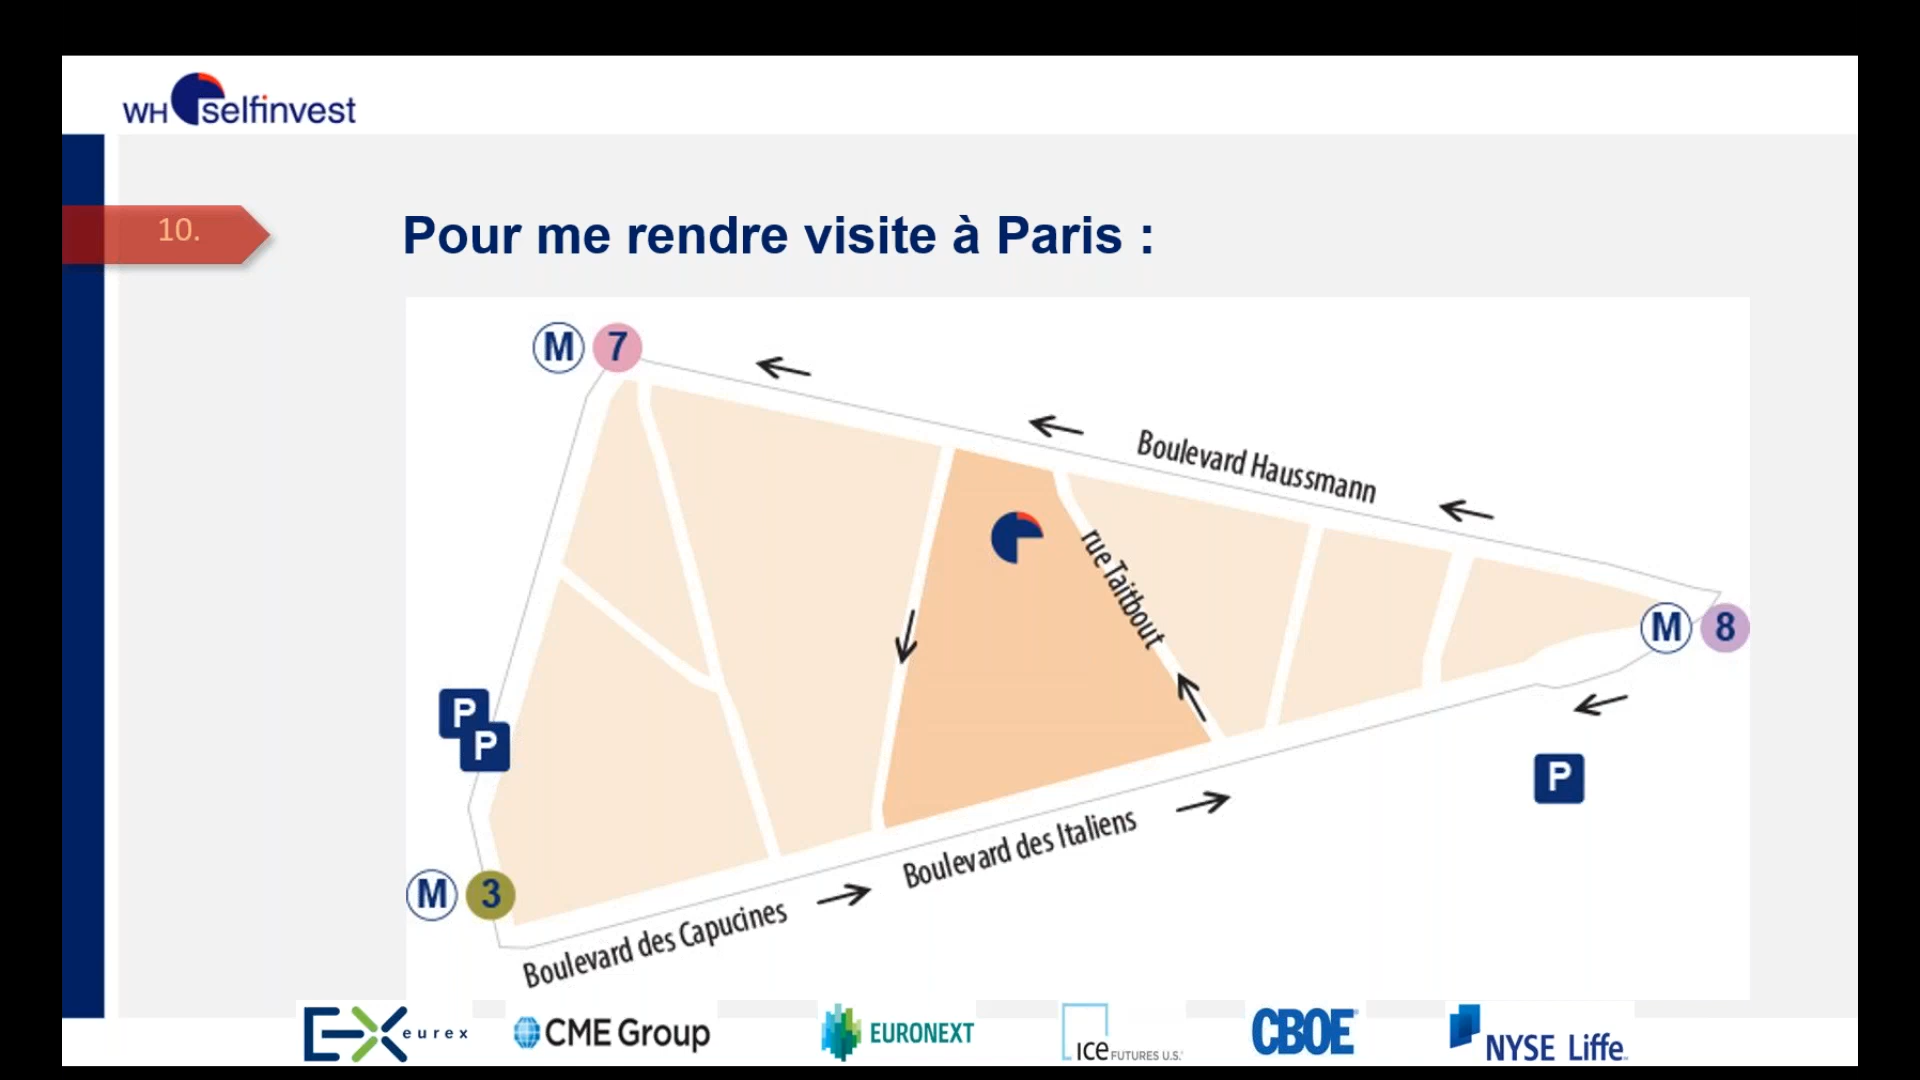 WH selfinvest
10.
Pour me rendre visite à Paris :
M 7
Boulevard Haussmann
rue Taitbout
M 8
P
P
P
M 3
Boulevard des Italiens
Boulevard des Capucines
EX eurex
CME Group
EURONEXT
ICE FUTURES U.S.
CBOE
NYSE Liffe